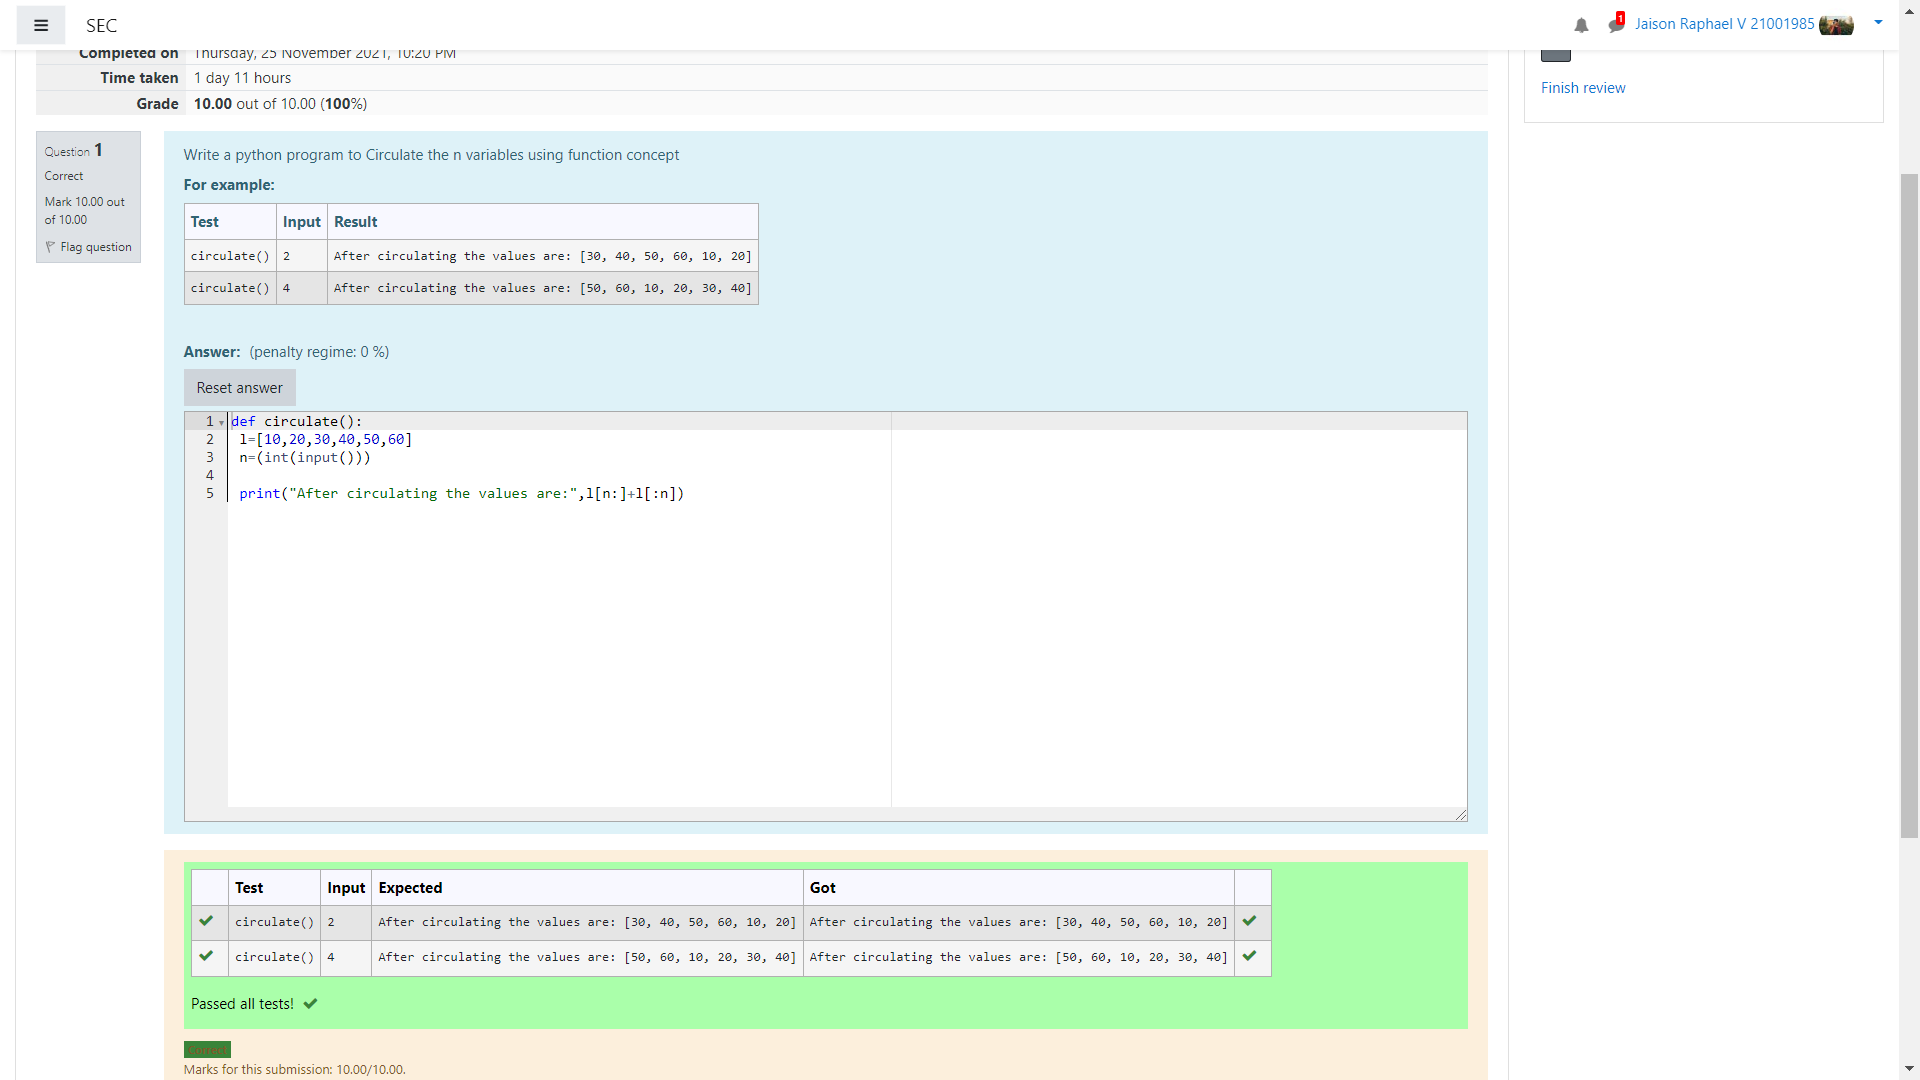 SEC
1
Jaison Raphael V 21001985
Completed on Thursday, 25 November 2021, 10:20 PM
Time taken 1 day 11 hours
Grade 10.00 out of 10.00 (100%)
Finish review
Question 1
Correct
Mark 10.00 out
of 10.00
Flag question
Write a python program to Circulate the n variables using function concept
For example:
Test Input Result
circulate() 2 After circulating the values are: [30, 40, 50, 60, 10, 20]
circulate() 4 After circulating the values are: [50, 60, 10, 20, 30, 40]
Answer: (penalty regime: 0 %)
Reset answer
1 def circulate():
2 l=[10,20,30,40,50,60]
3 n=(int(input()))
4
5 print("After circulating the values are:",l[n:]+l[:n])
Test Input Expected Got
circulate() 2 After circulating the values are: [30, 40, 50, 60, 10, 20] After circulating the values are: [30, 40, 50, 60, 10, 20]
circulate() 4 After circulating the values are: [50, 60, 10, 20, 30, 40] After circulating the values are: [50, 60, 10, 20, 30, 40]
Passed all tests!
Correct
Marks for this submission: 10.00/10.00.